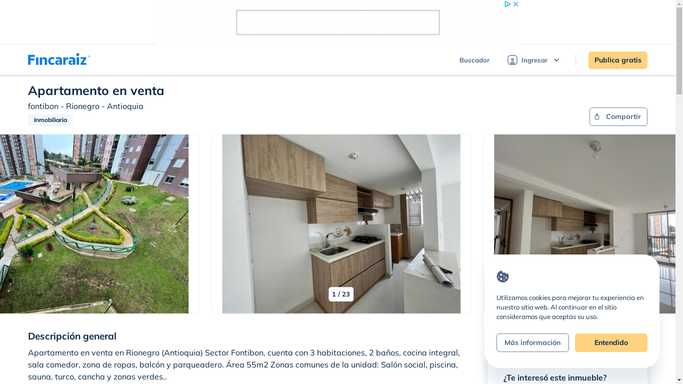 Fincaraiz
Buscador
Ingresar
Publica gratis
Apartamento en venta
fontibon - Rionegro - Antioquia
Inmobiliaria
Compartir
1 / 23
Utilizamos cookies para mejorar tu experiencia en
nuestro sitio web. Al continuar en el sitio
consideramos que aceptas su uso.
Más información
Entendido
Descripción general
Apartamento en venta en Rionegro (Antioquia) Sector Fontibon, cuenta con 3 habitaciones, 2 baños, cocina integral,
sala comedor, zona de ropas, balcón y parqueadero. Área 55m2 Zonas comunes de la unidad: Salón social, piscina,
sauna, turco, cancha y zonas verdes..
¿Te interesó este inmueble?